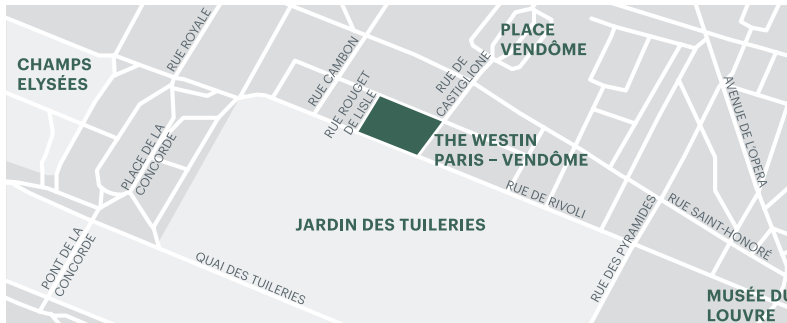 CHAMPS
ELYSÉES
RUE ROYALE
RUE CAMBON
RUE ROUGET
DE LISLE
RUE DE
CASTIGLIONE
PLACE
VENDÔME
AVENUE DE L'OPÉRA
PLACE DE LA
CONCORDE
THE WESTIN
PARIS – VENDÔME
RUE DE RIVOLI
RUE SAINT-HONORÉ
JARDIN DES TUILERIES
RUE DES PYRAMIDES
PONT DE LA
CONCORDE
QUAI DES TUILERIES
MUSÉE DU
LOUVRE